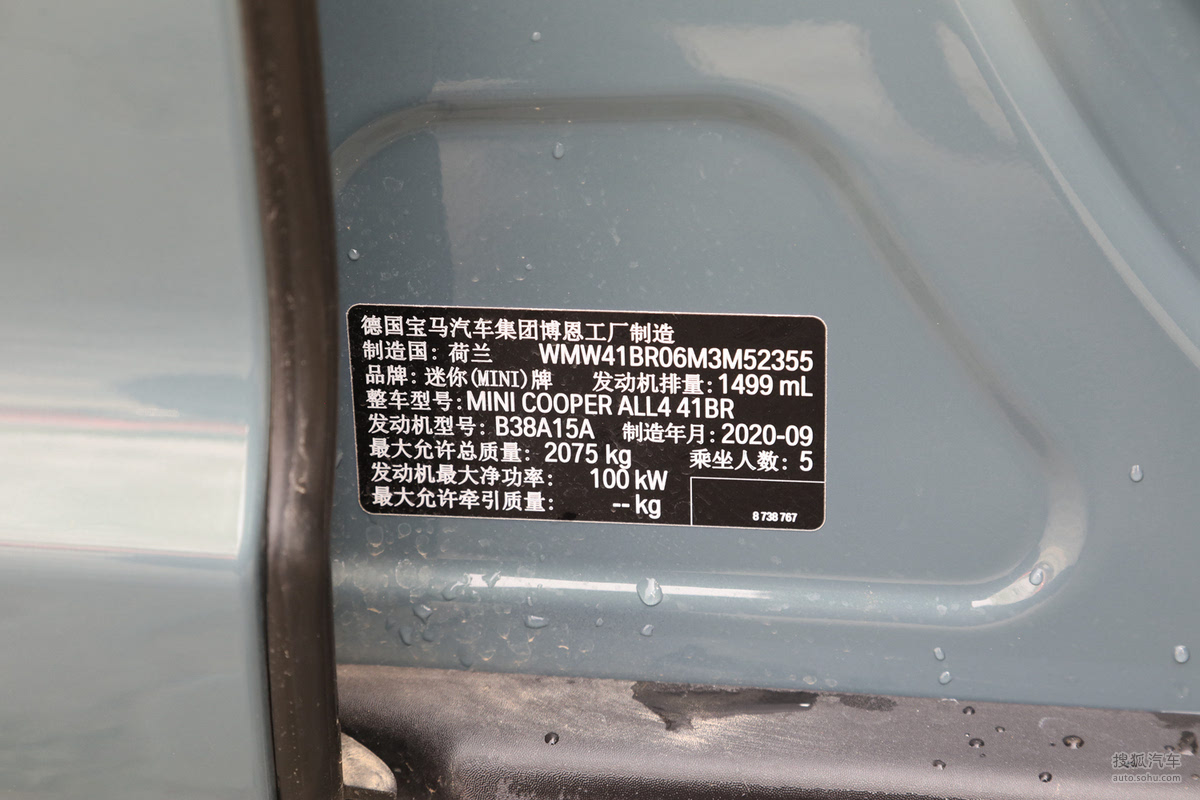 德国宝马汽车集团博恩工厂制造
制造国：荷兰 WMW41BR06M3M52355
品牌：迷你(MINI)牌 发动机排量：1499 mL
整车型号：MINI COOPER ALL4 41BR
发动机型号：B38A15A 制造年月：2020-09
最大允许总质量：2075 kg 乘坐人数：5
发动机最大净功率：100 kW
最大允许牵引质量：-- kg
8 738 767
搜狐汽车
auto.sohu.com